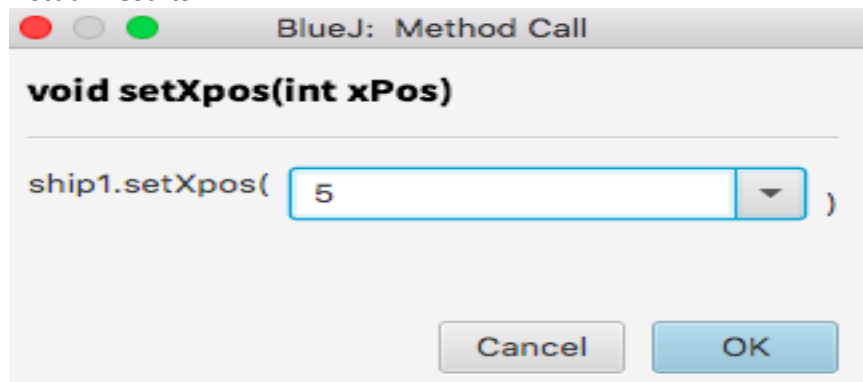 BlueJ: Method Call
void setXpos(int xPos)
ship1.setXpos( 5 )
Cancel OK